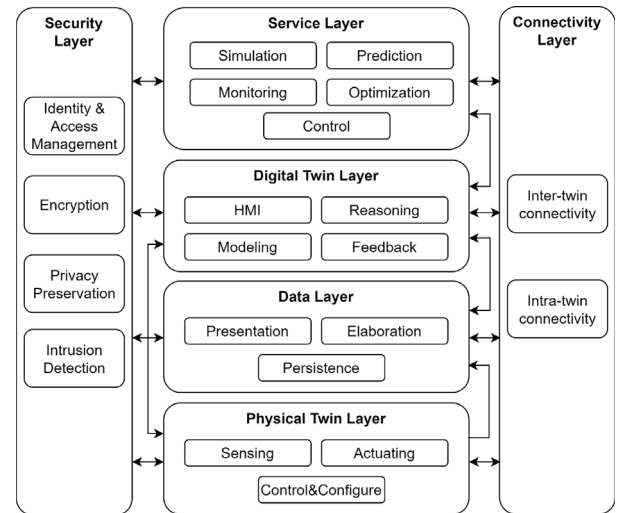 Security
Layer
Identity &
Access
Management
Encryption
Privacy
Preservation
Intrusion
Detection
Service Layer
Simulation
Prediction
Monitoring
Optimization
Control
Digital Twin Layer
HMI
Reasoning
Modeling
Feedback
Data Layer
Presentation
Elaboration
Persistence
Physical Twin Layer
Sensing
Actuating
Control&Configure
Connectivity
Layer
Inter-twin
connectivity
Intra-twin
connectivity